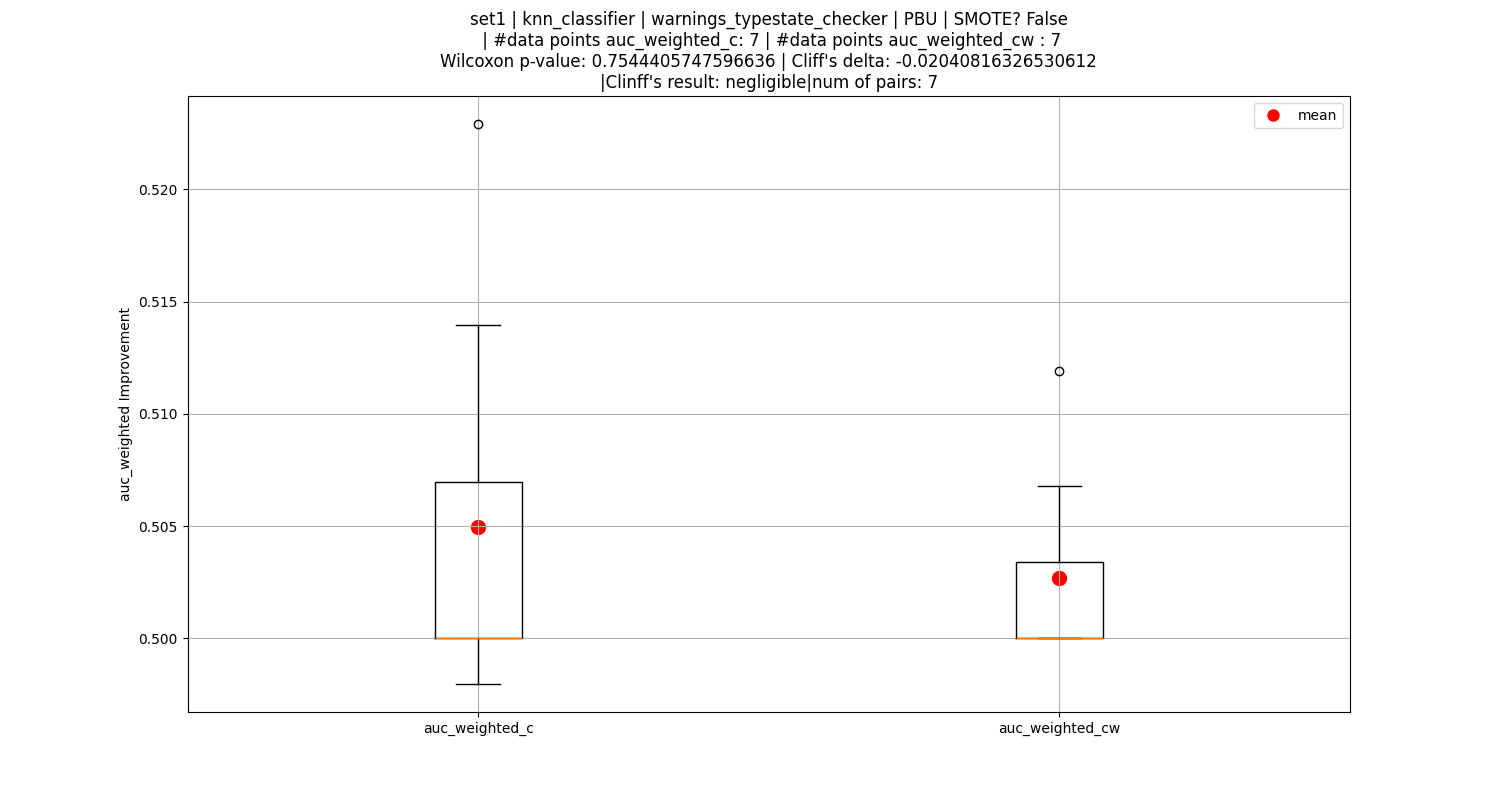 set1 | knn_classifier | warnings_typestate_checker | PBU | SMOTE? False
| #data points auc_weighted_c: 7 | #data points auc_weighted_cw : 7
Wilcoxon p-value: 0.7544405747596636 | Cliff's delta: -0.02040816326530612
|Clinff's result: negligible|num of pairs: 7
mean
0.520
0.515
0.510
0.505
0.500
auc_weighted Improvement
auc_weighted_c
auc_weighted_cw